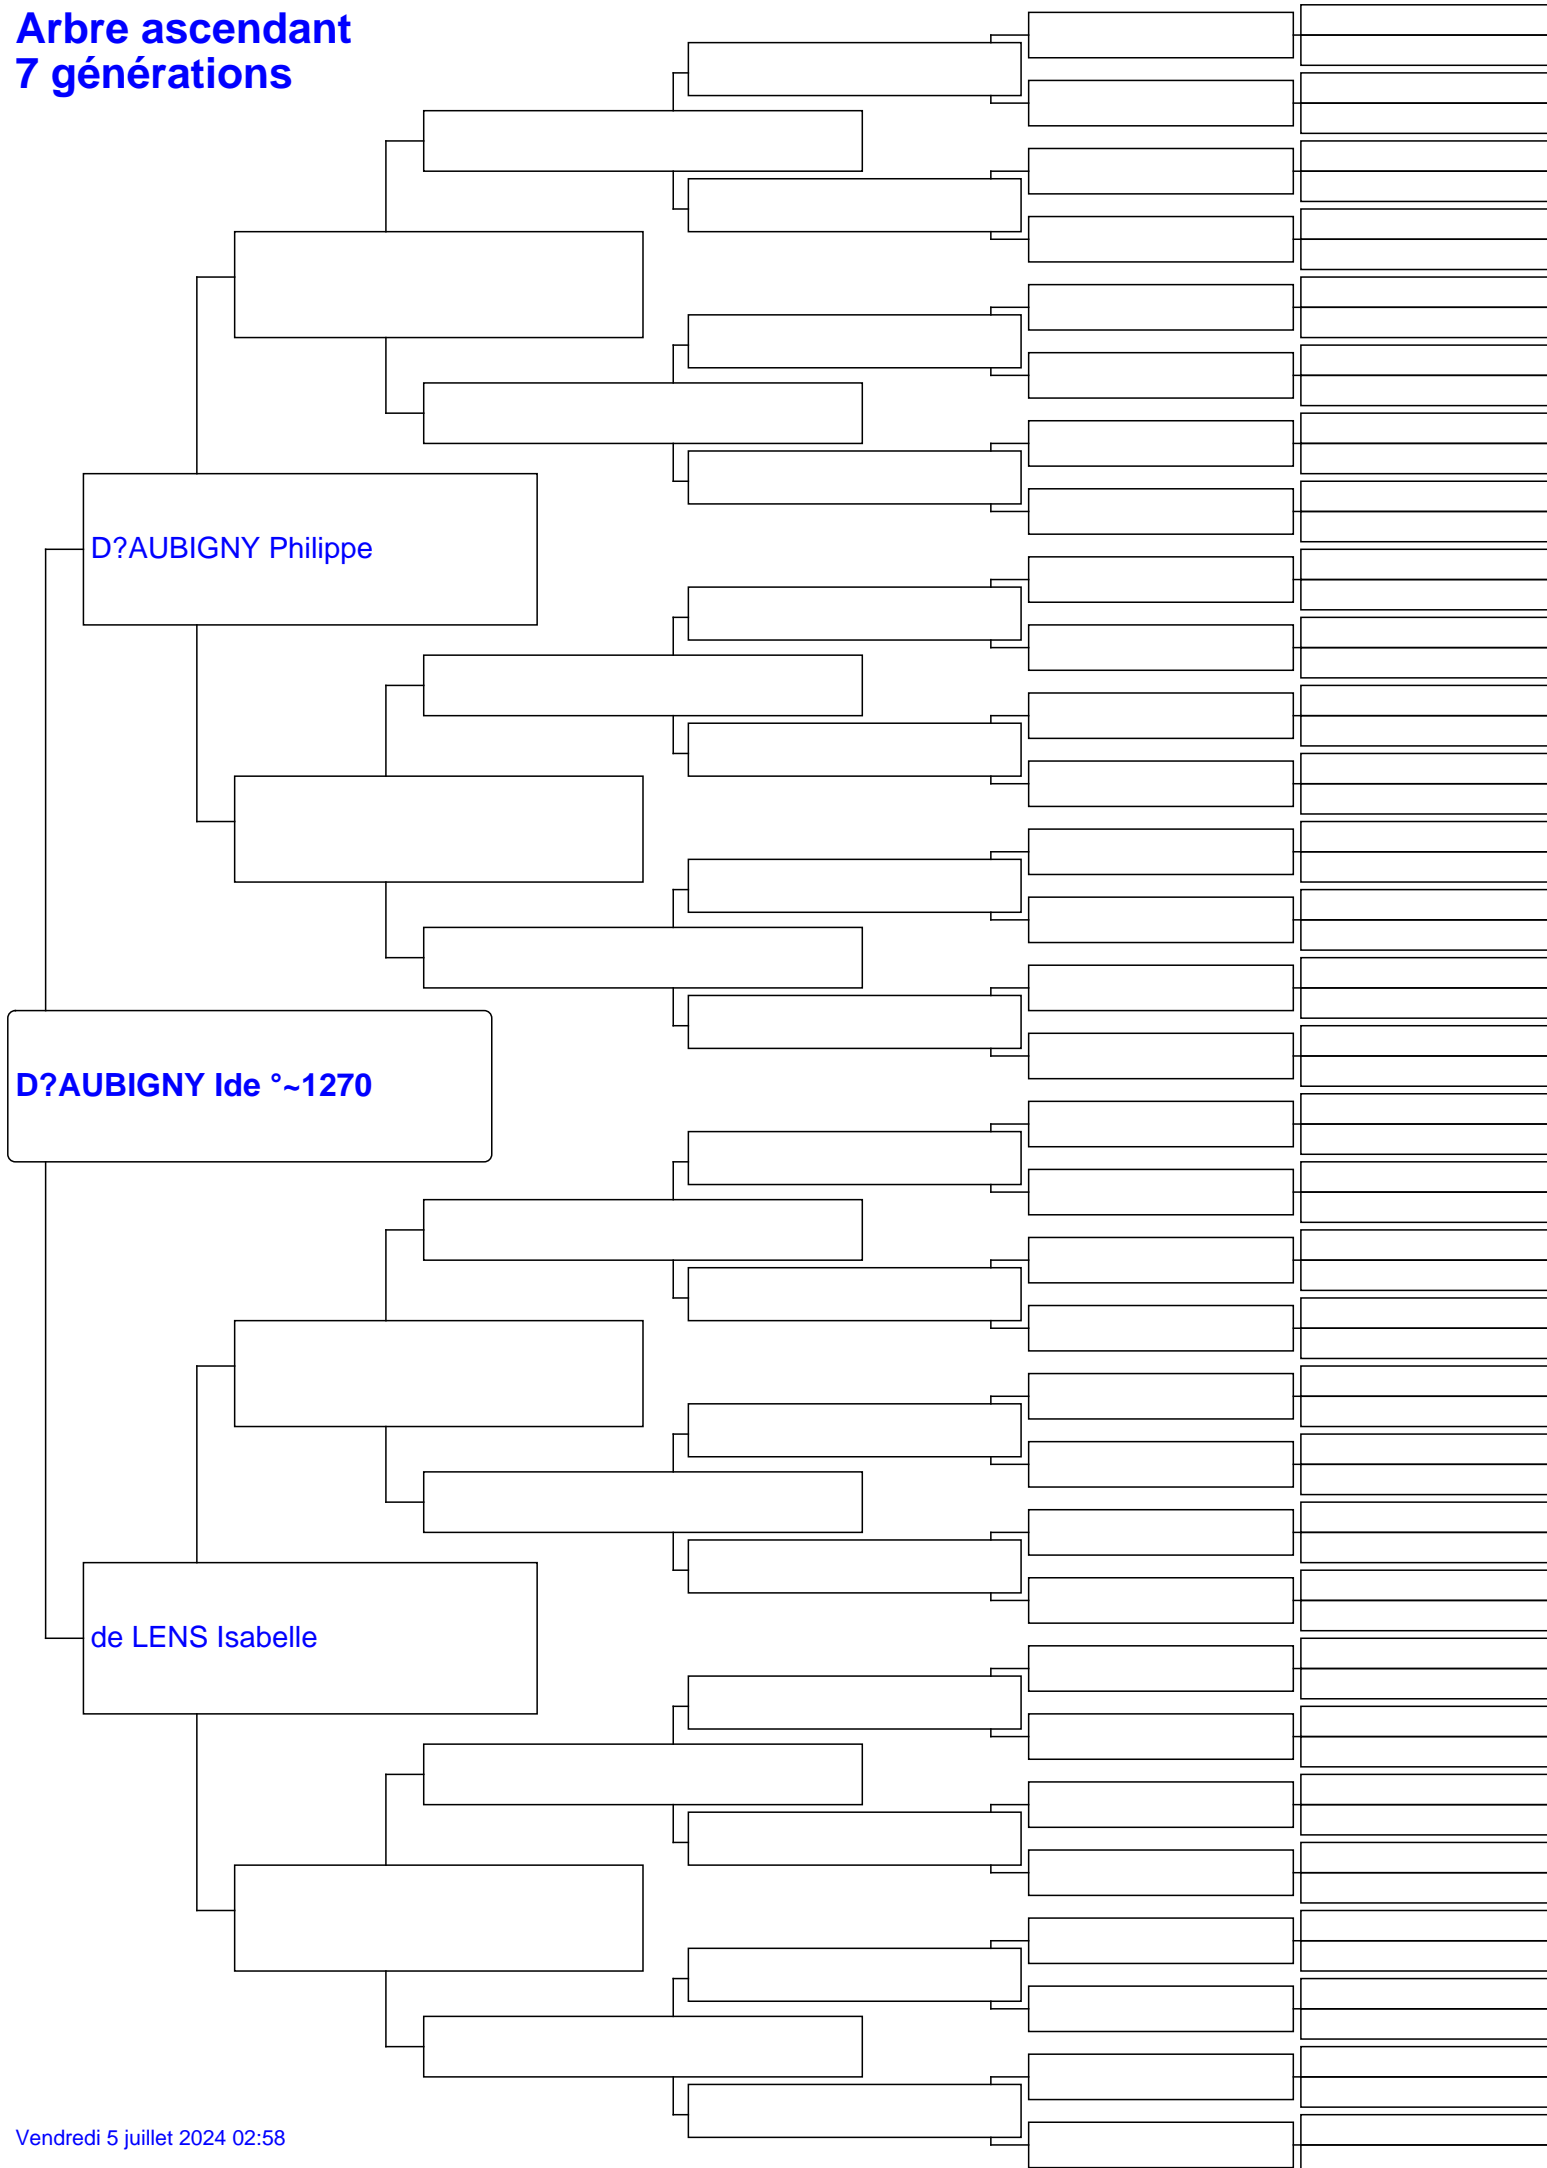 Arbre ascendant
7 générations
D?AUBIGNY Philippe
D?AUBIGNY Ide °~1270
de LENS Isabelle
Vendredi 5 juillet 2024 02:58